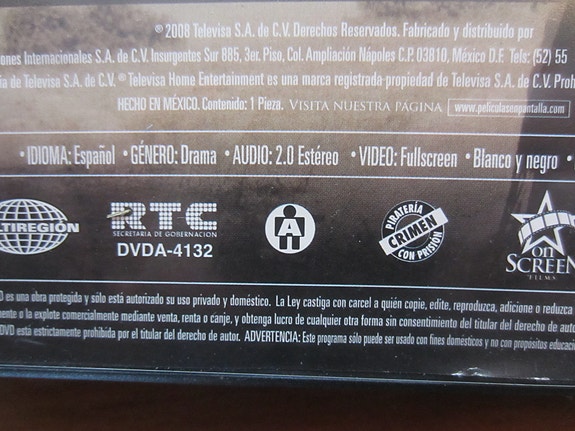 © 2008 Televisa S.A. de C.V. Derechos Reservados. Fabricado y distribuido por
ones Internacionales S.A. de C.V. Insurgentes Sur 885, 3er. Piso, Col. Ampliación Nápoles C.P. 03810, México D.F. Tels: (52) 55
ia de Televisa S.A. de C.V. ® Televisa Home Entertainment es una marca registrada propiedad de Televisa S.A. de C.V. Proh
HECHO EN MÉXICO. Contenido: 1 Pieza. VISITA NUESTRA PÁGINA www.peliculasenpantalla.com
• IDIOMA: Español • GÉNERO: Drama • AUDIO: 2.0 Estéreo • VIDEO: Fullscreen • Blanco y negro •
LTIREGIÓN
RTC
SECRETARIA DE GOBERNACION
DVDA-4132
A
PIRATERÍA
CRIMEN
CON PRISIÓN
on
SCREEN
FILMS
D es una obra protegida y sólo está autorizado su uso privado y doméstico. La Ley castiga con carcel a quién copie, edite, reproduzca, adicione o reduzca
mente o la explote comercialmente mediante venta, renta o canje, y obtenga lucro de cualquier otra forma sin consentimiento del titular del derecho de auto
DVD está estrictamente prohibida por el titular del derecho de autor. ADVERTENCIA: Este programa sólo puede ser usado con fines domésticos y no con propósitos educaci